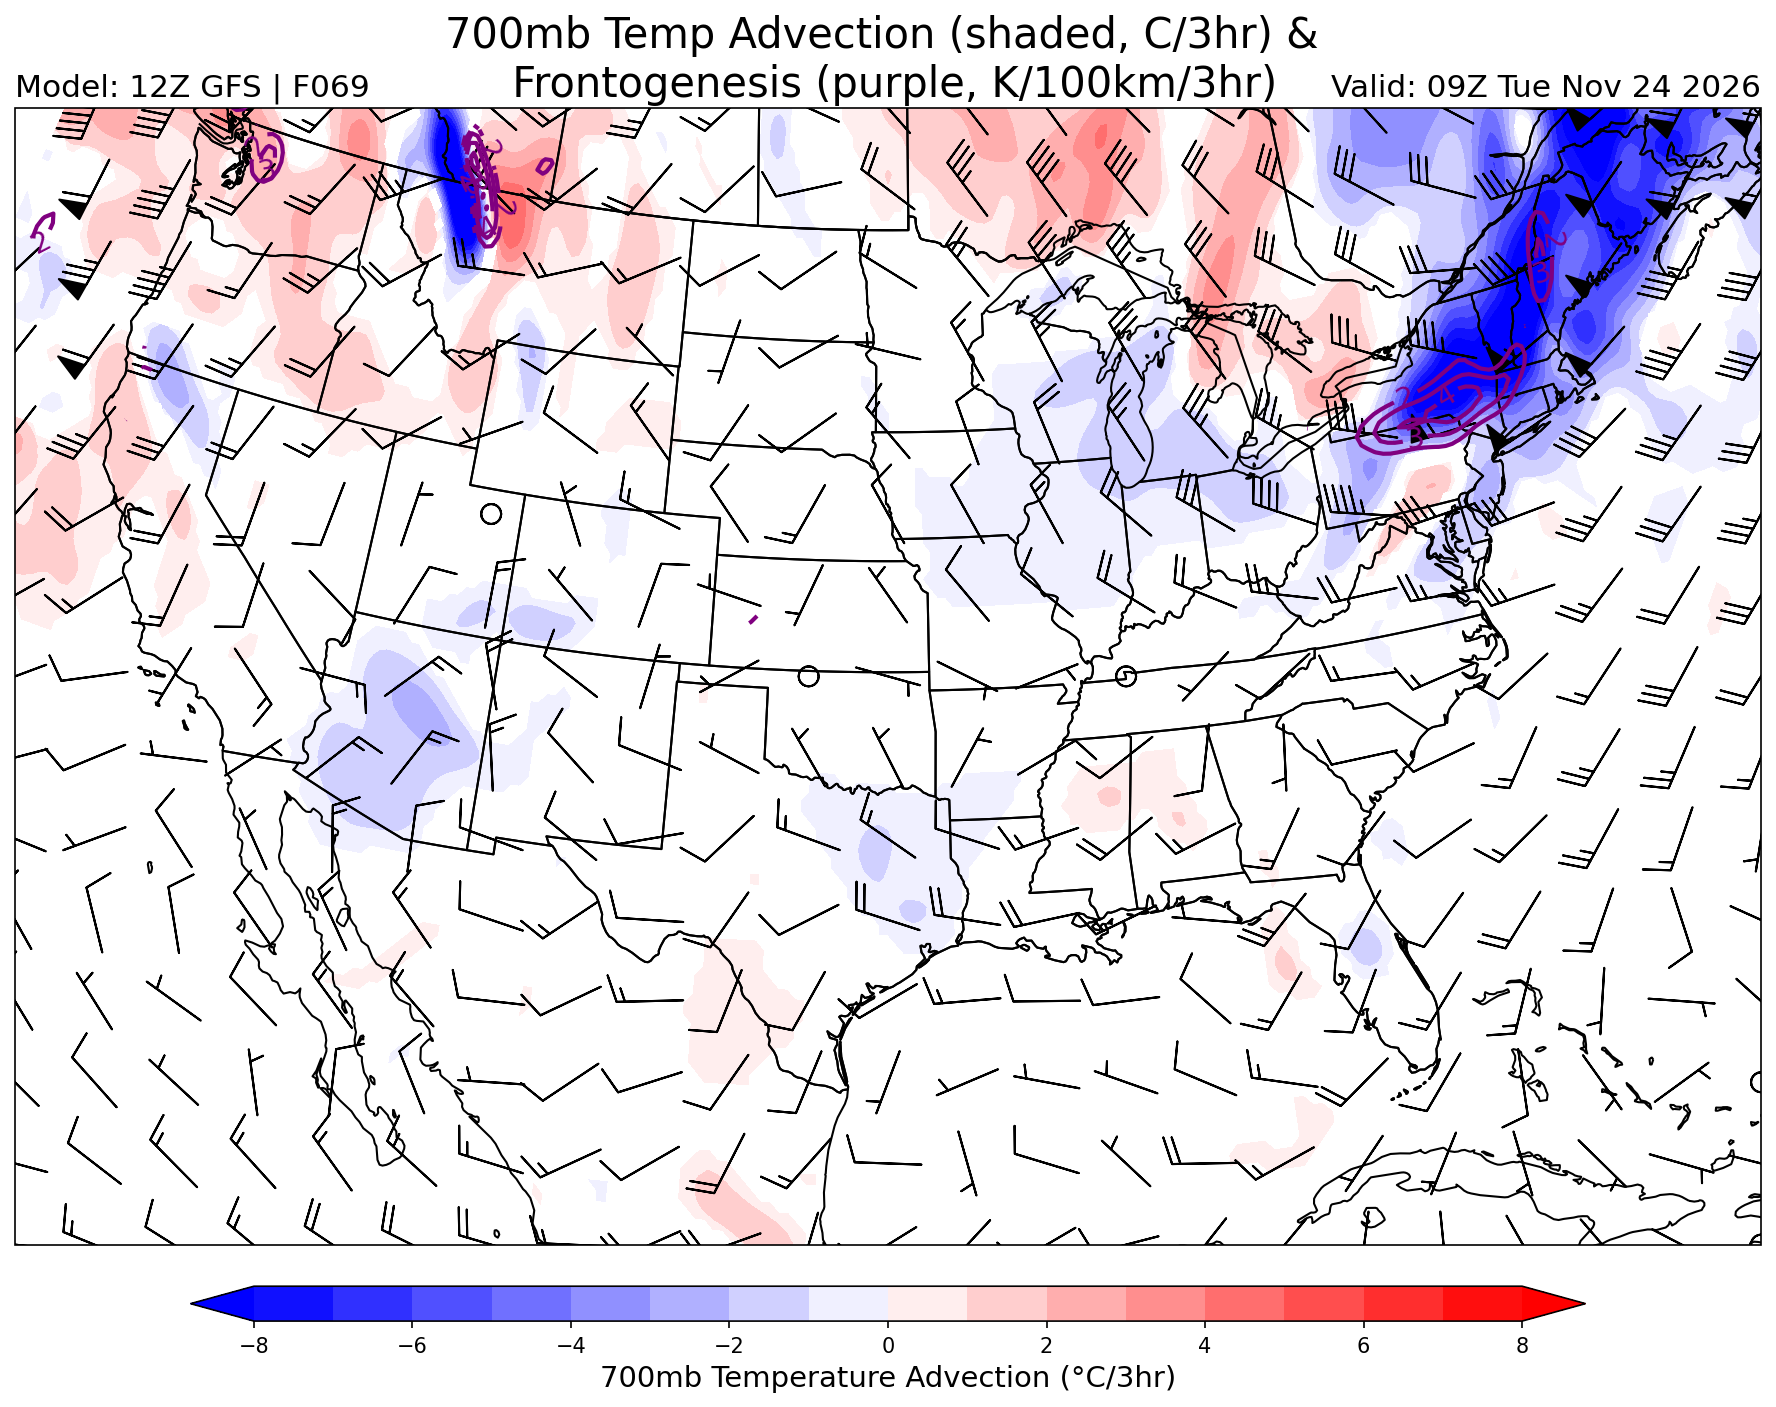 700mb Temp Advection (shaded, C/3hr) &
Model: 12Z GFS | F069
Frontogenesis (purple, K/100km/3hr)
Valid: 09Z Tue Nov 24 2026
−8 −6 −4 −2 0 2 4 6 8
700mb Temperature Advection (°C/3hr)